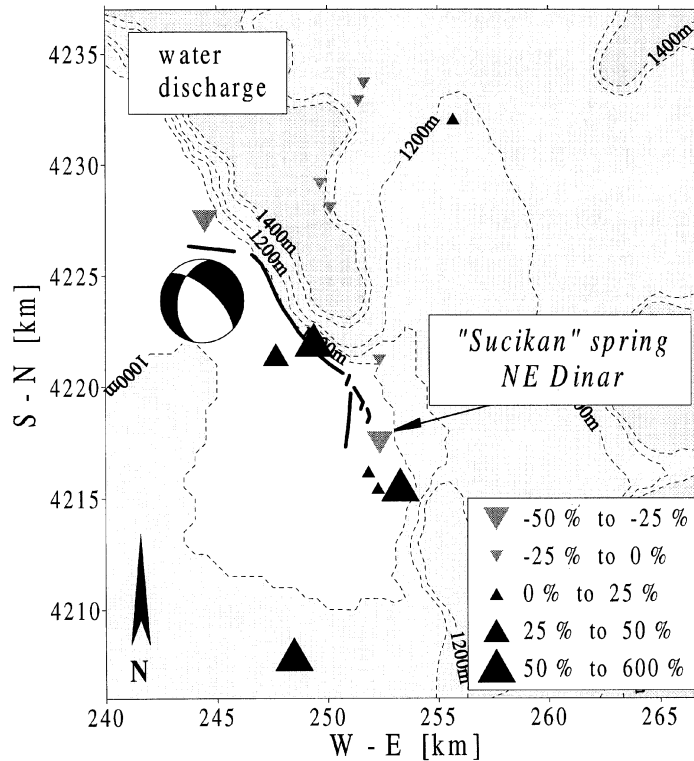 water
discharge
4235
4230
4225
4220
4215
4210
S - N [km]
1400m
1200m
1400m
1200m
1000m
"Sucikan" spring
NE Dinar
-50 % to -25 %
-25 % to 0 %
0 % to 25 %
25 % to 50 %
50 % to 600 %
1200m
N
240
245
250
255
260
265
W - E [km]